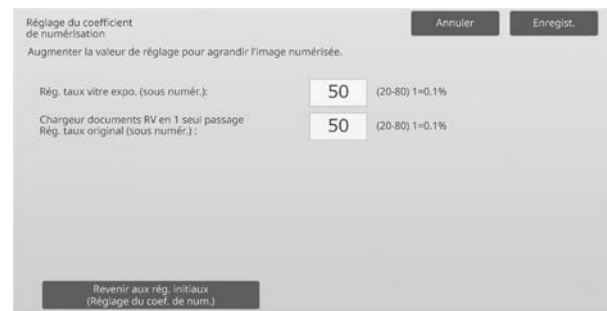 Réglage du coefficient
de numérisation
Annuler
Enregist.
Augmenter la valeur de réglage pour agrandir l'image numérisée.
Rég. taux vitre expo. (sous numér.):
50
(20-80) 1=0.1%
Chargeur documents RV en 1 seul passage
Rég. taux original (sous numér.) :
50
(20-80) 1=0.1%
Revenir aux rég. initiaux
(Réglage du coef. de num.)